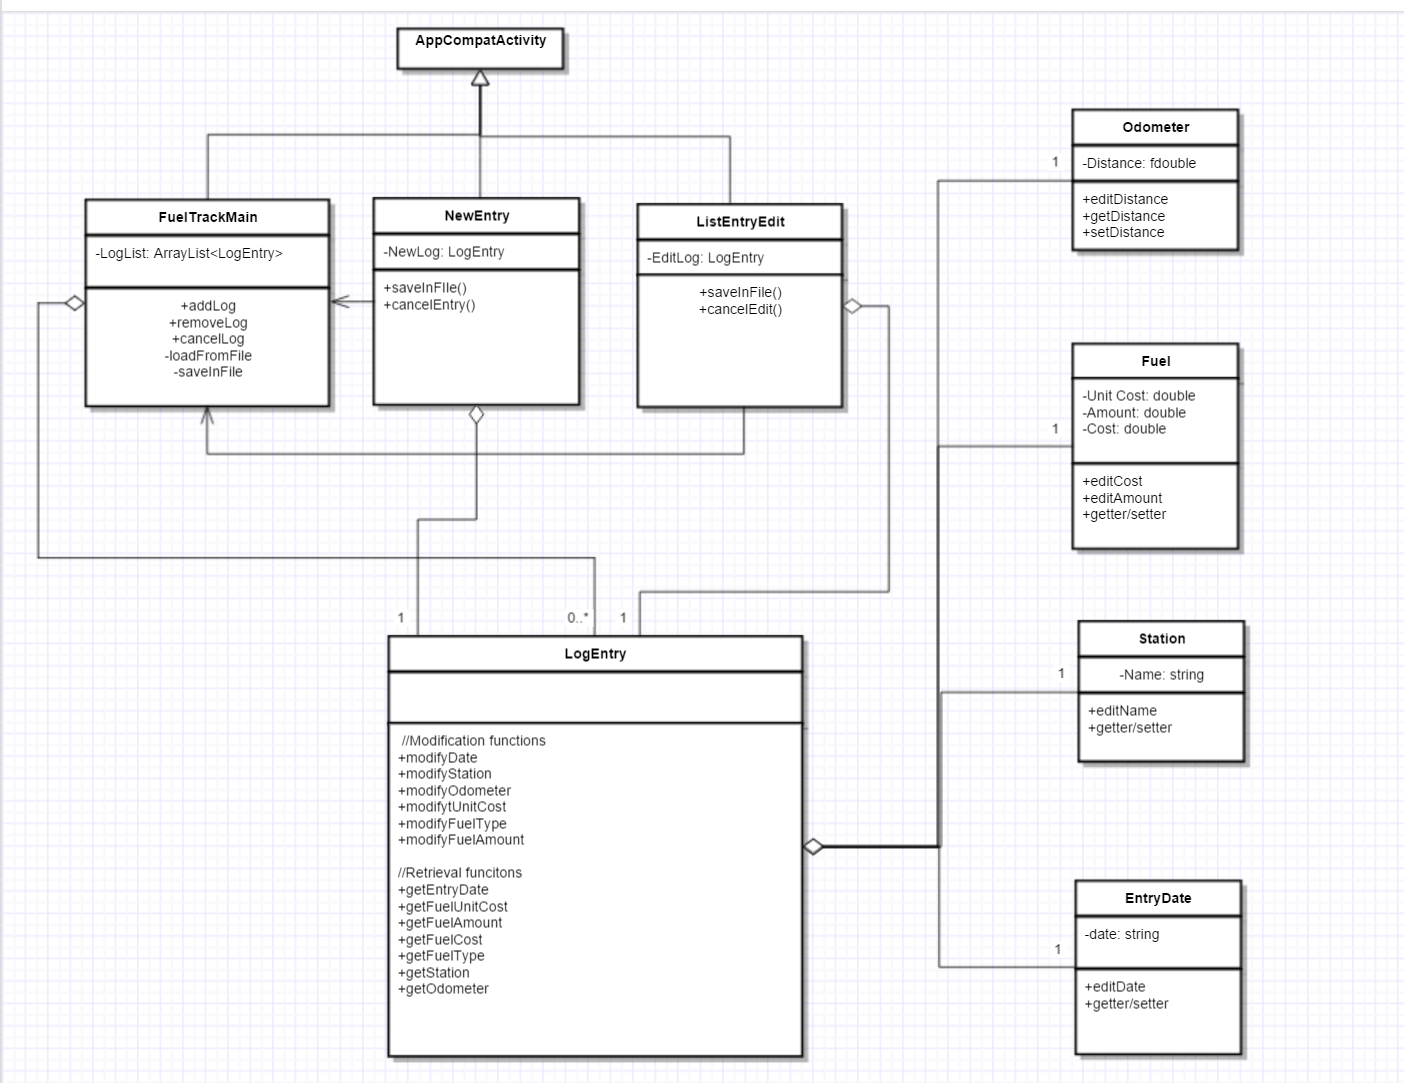 AppCompatActivity
FuelTrackMain
-LogList: ArrayList<LogEntry>
+addLog
+removeLog
+cancelLog
-loadFromFile
-saveInFile
NewEntry
-NewLog: LogEntry
+saveInFIle()
+cancelEntry()
ListEntryEdit
-EditLog: LogEntry
+saveInFile()
+cancelEdit()
1
Odometer
-Distance: fdouble
+editDistance
+getDistance
+setDistance
1
Fuel
-Unit Cost: double
-Amount: double
-Cost: double
+editCost
+editAmount
+getter/setter
1
0..*
1
LogEntry
//Modification functions
+modifyDate
+modifyStation
+modifyOdometer
+modifytUnitCost
+modifyFuelType
+modifyFuelAmount
//Retrieval funcitons
+getEntryDate
+getFuelUnitCost
+getFuelAmount
+getFuelCost
+getFuelType
+getStation
+getOdometer
1
Station
-Name: string
+editName
+getter/setter
1
EntryDate
-date: string
+editDate
+getter/setter